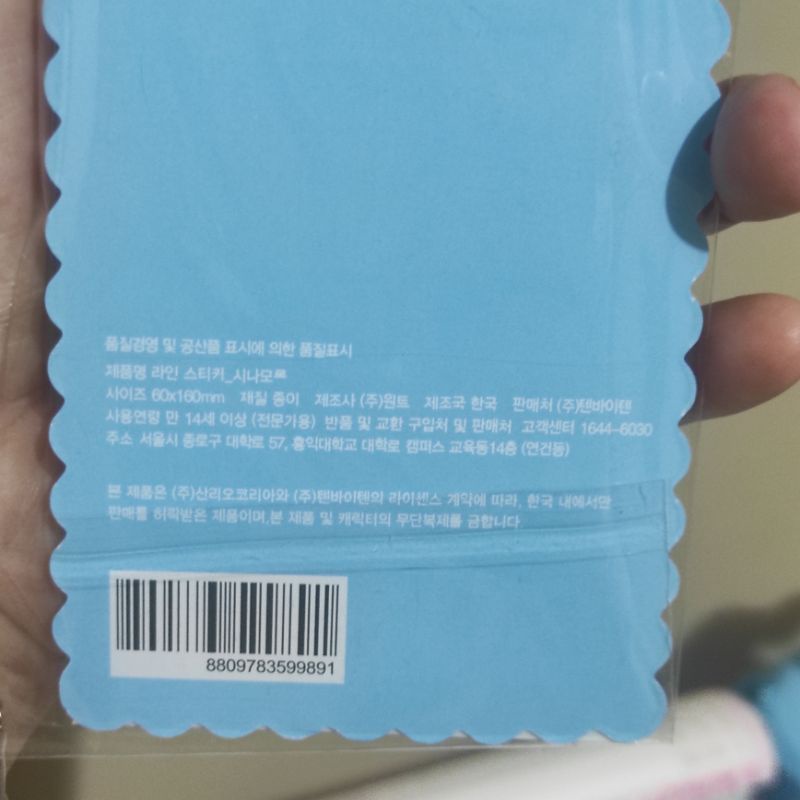 품질경영 및 공산품 표시에 의한 품질표시
제품명 라인 스티키_시나모롤
사이즈 60x160mm 재질 종이 제조사 (주)원트 제조국 한국 판매처 (주)텐바이텐
사용연령 만 14세 이상 (전문가용) 반품 및 교환 구입처 및 판매처 고객센터 1644-6030
주소 서울시 종로구 대학로 57, 홍익대학교 대학로 캠퍼스 교육동14층 (연건동)
본 제품은 (주)산리오코리아와 (주)텐바이텐의 라이센스 계약에 따라, 한국 내에서만
판매를 허락받은 제품이며,본 제품 및 캐릭터의 무단복제를 금합니다.
8809783599891